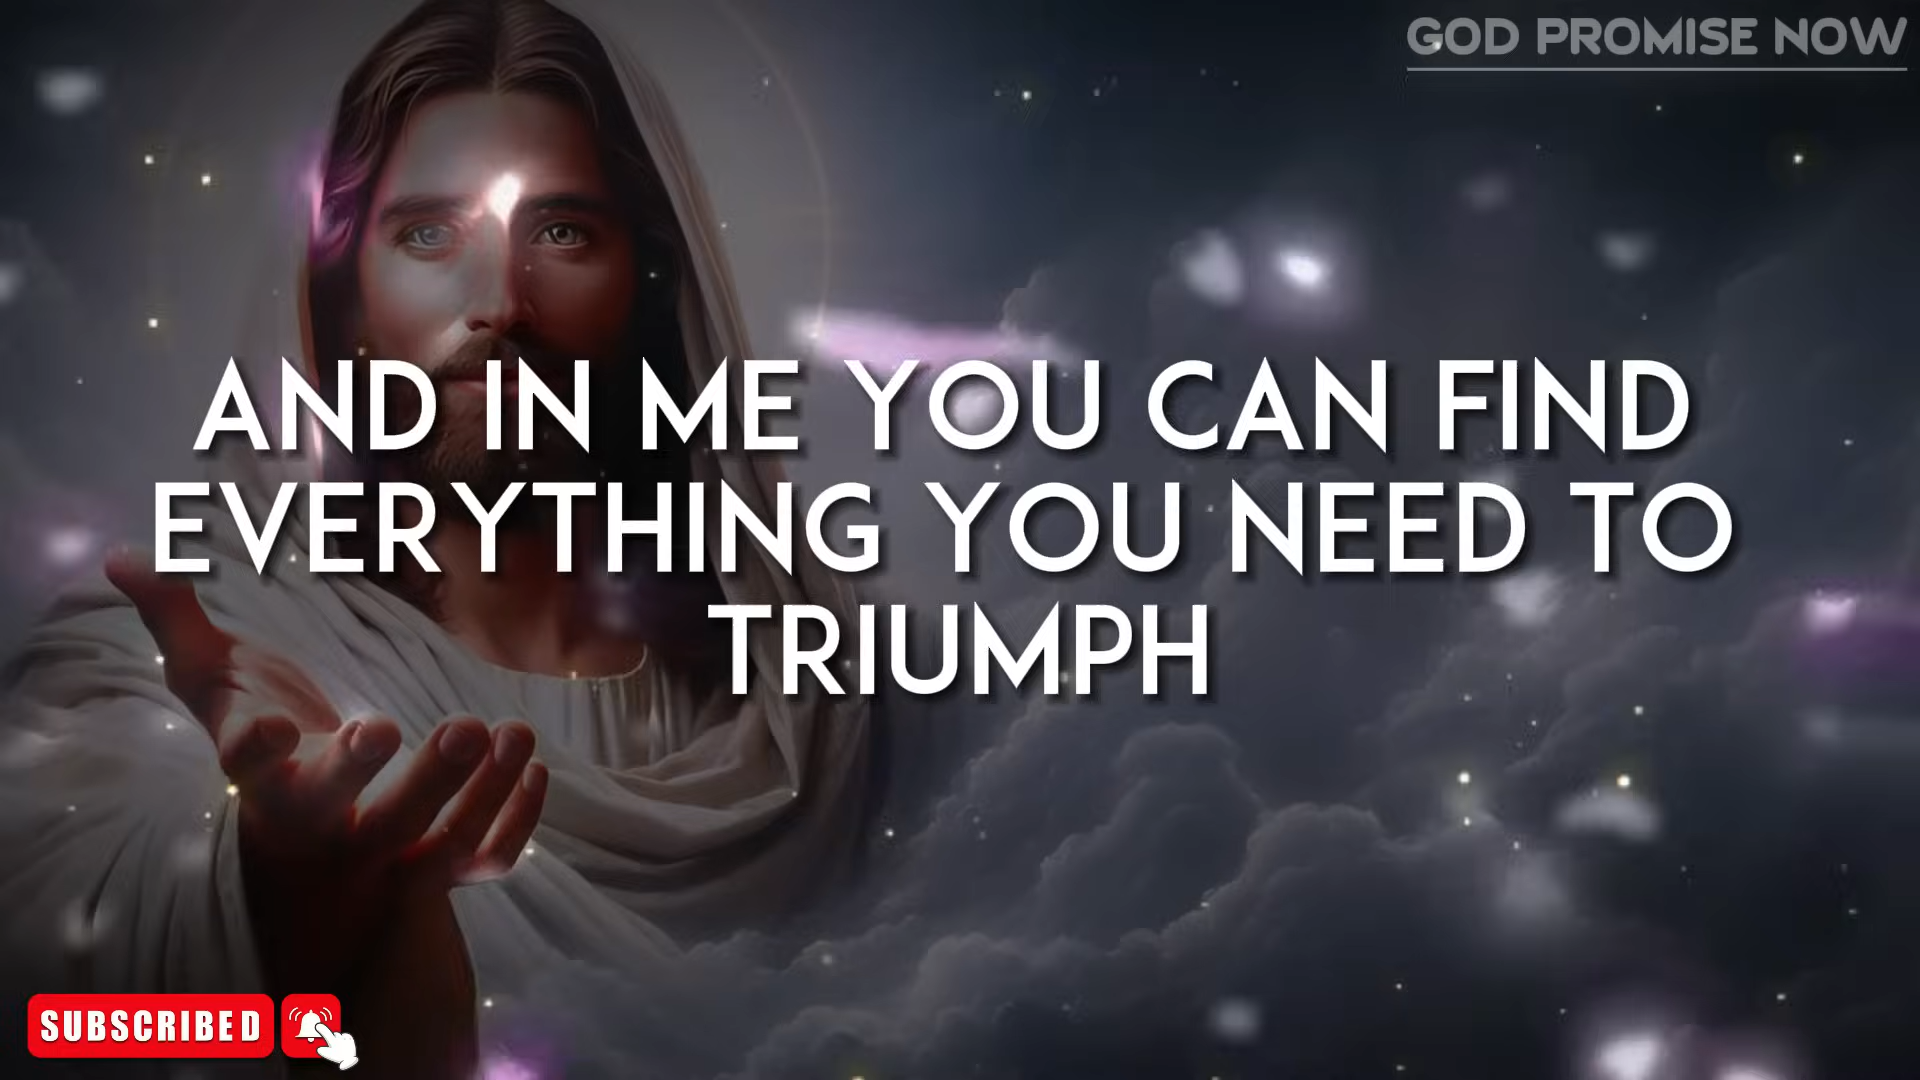 GOD PROMISE NOW
AND IN ME YOU CAN FIND
EVERYTHING YOU NEED TO
TRIUMPH
SUBSCRIBED